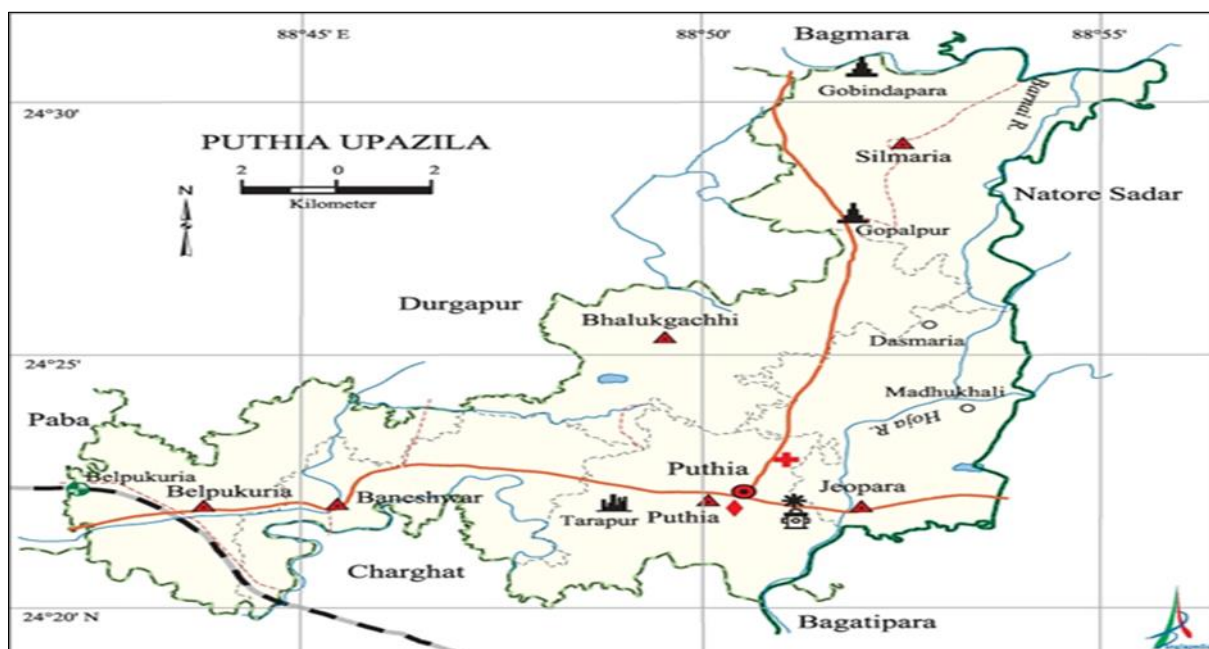 88°45' E
88°50'
88°55'
Bagmara
Gobindapara
24°30'
Barnai R.
PUTHIA UPAZILA
Silmaria
2 0 2
Kilometer
N
Natore Sadar
Gopalpur
Durgapur
Bhalukgachhi
Dasmaria
24°25'
Madhukhali
Paba
Hoja R.
Puthia
Belpukuria
Belpukuria
Baneshwar
Jeopara
Tarapur
Puthia
Charghat
24°20' N
Bagatipara